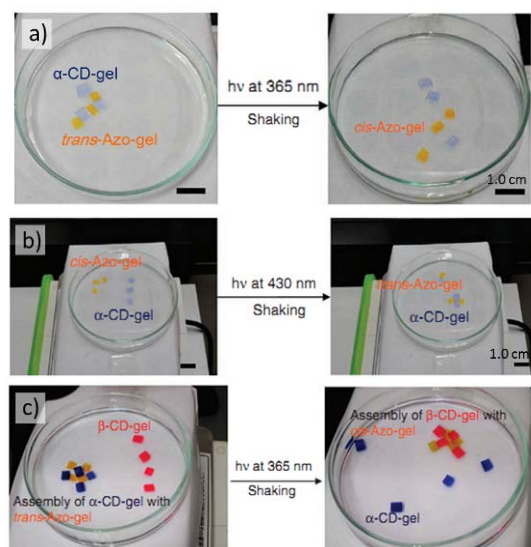 a)
α-CD-gel
trans-Azo-gel
hν at 365 nm
Shaking
cis-Azo-gel
1.0 cm
b)
cis-Azo-gel
α-CD-gel
hν at 430 nm
Shaking
trans-Azo-gel
α-CD-gel
1.0 cm
c)
β-CD-gel
Assembly of α-CD-gel with
trans-Azo-gel
hν at 365 nm
Shaking
Assembly of β-CD-gel with
cis-Azo-gel
α-CD-gel